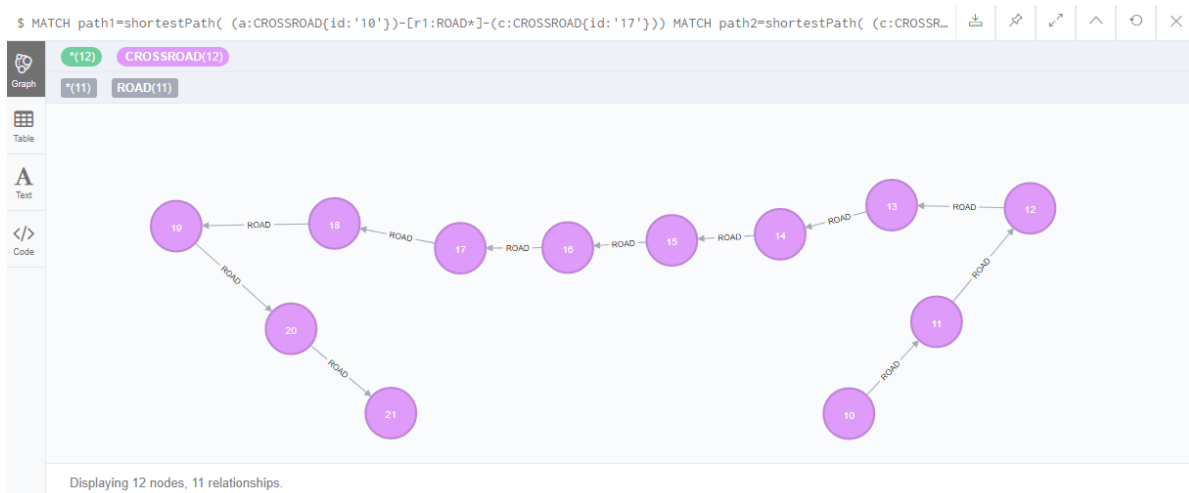 $ MATCH path1=shortestPath( (a:CROSSROAD{id:'10'})-[r1:ROAD*]-(c:CROSSROAD{id:'17'})) MATCH path2=shortestPath( (c:CROSSR…
Graph
*(12) CROSSROAD(12)
*(11) ROAD(11)
Table
A
Text
</>
Code
19 ROAD 18 ROAD 17 ROAD 16 ROAD 15 ROAD 14 ROAD 13 ROAD 12
ROAD ROAD
20 11
ROAD ROAD
21 10
Displaying 12 nodes, 11 relationships.